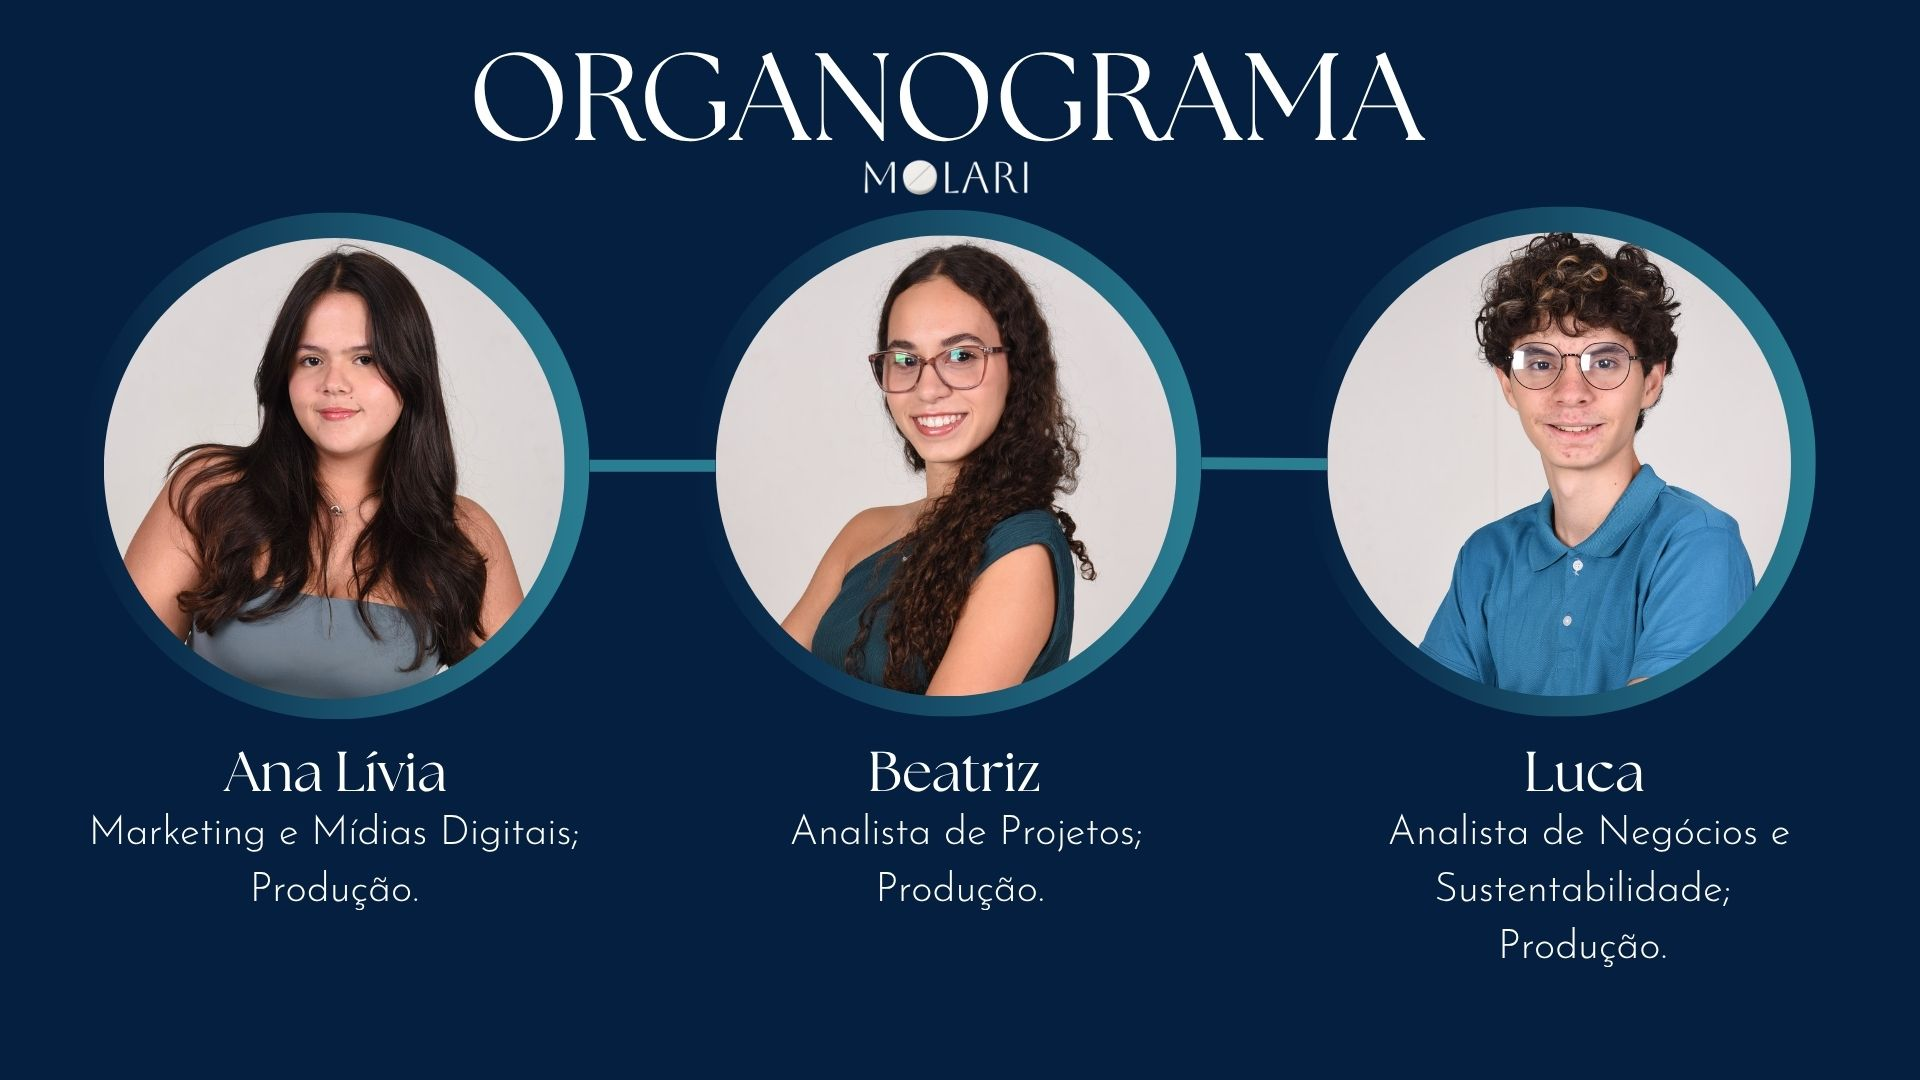 ORGANOGRAMA
MOLARI
Ana Lívia
Marketing e Mídias Digitais;
Produção.
Beatriz
Analista de Projetos;
Produção.
Luca
Analista de Negócios e
Sustentabilidade;
Produção.